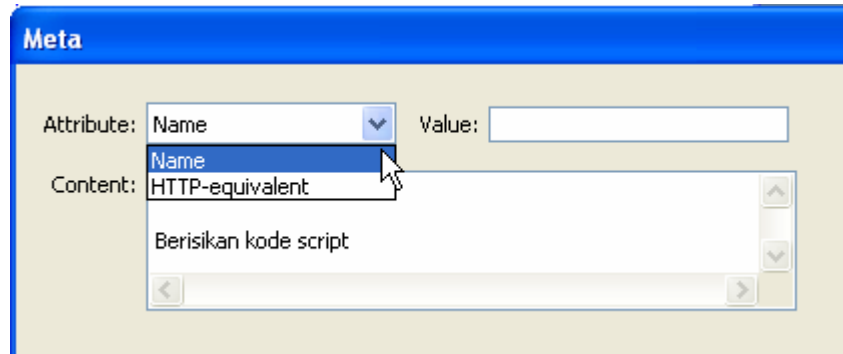 Meta
Attribute: Name Value:
Name
Content: HTTP-equivalent
Berisikan kode script